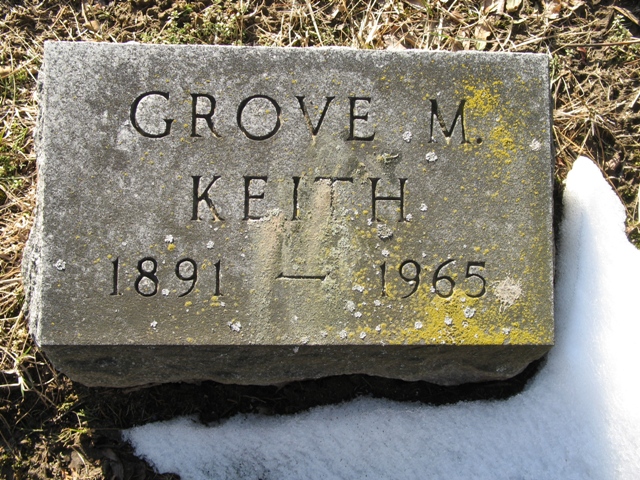 GROVE M.
KEITH
1891 — 1965